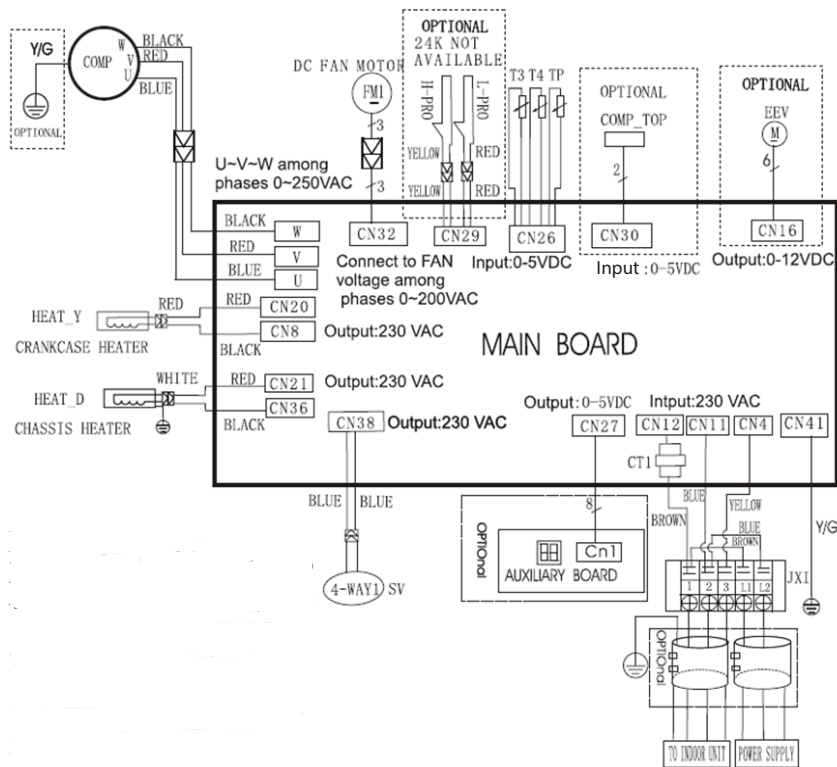 Y/G
OPTIONAL
COMP
W
V
U
BLACK
RED
BLUE
U~V~W among
phases 0~250VAC
DC FAN MOTOR
FM1
3
3
OPTIONAL
24K NOT
AVAILABLE
H-PRO
L-PRO
YELLOW
RED
YELLOW
RED
T3 T4 TP
OPTIONAL
COMP_TOP
2
OPTIONAL
EEV
M
6
BLACK
W
RED
V
BLUE
U
CN32
CN29
CN26
CN30
CN16
Connect to FAN
voltage among
phases 0~200VAC
Input:0-5VDC
Input :0-5VDC
Output:0-12VDC
HEAT_Y
RED
RED
CN20
CN8
Output:230 VAC
BLACK
CRANKCASE HEATER
MAIN BOARD
HEAT_D
WHITE
RED
CN21
Output:230 VAC
CN36
BLACK
CHASSIS HEATER
CN38
Output:230 VAC
Output:0-5VDC
CN27
Intput:230 VAC
CN12
CN11
CN4
CN41
CT1
BLUE
BLUE
4-WAY1
SV
8
OPTIOnal
Cn1
AUXILIARY BOARD
BROWN
BLUE
YELLOW
BLUE
BROWN
Y/G
1
2
3
L1
L2
JX1
OPTIOnal
TO INDOOR UNIT
POWER SUPPLY